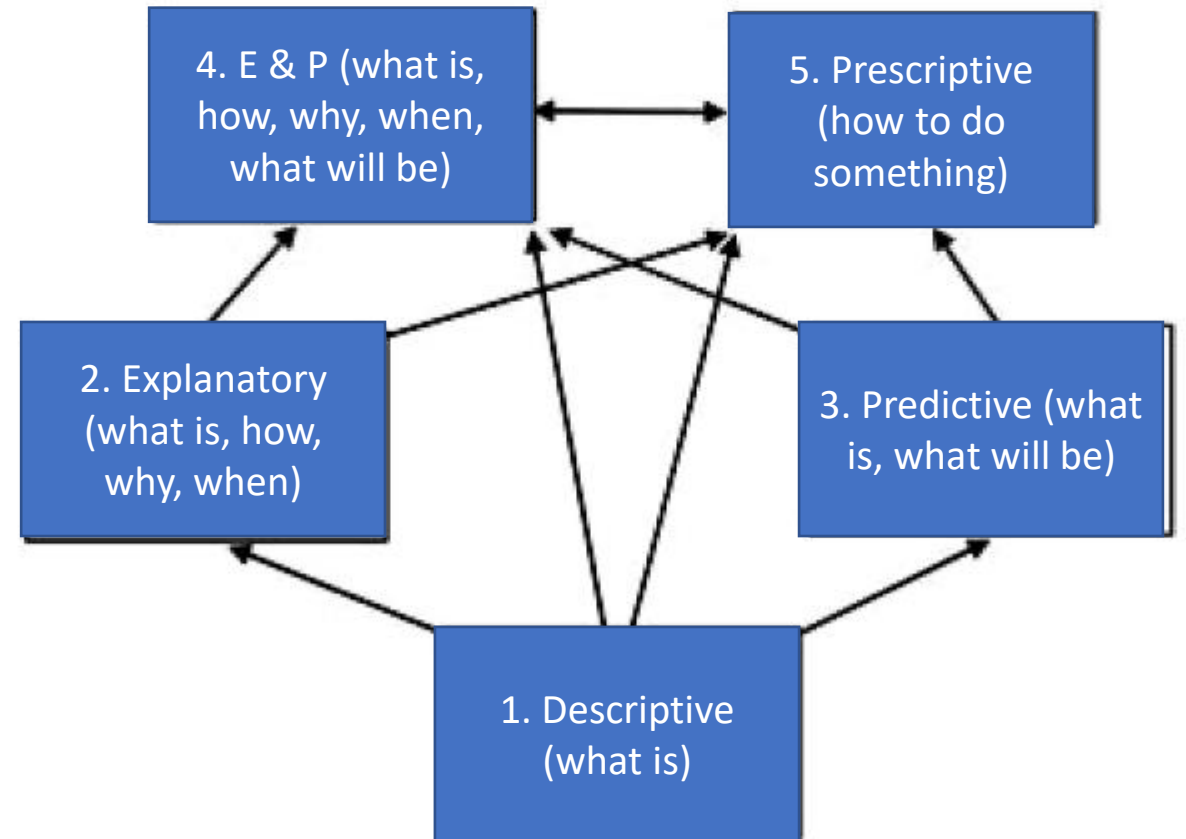 4. E & P (what is,
how, why, when,
what will be)
5. Prescriptive
(how to do
something)
2. Explanatory
(what is, how,
why, when)
3. Predictive (what
is, what will be)
1. Descriptive
(what is)